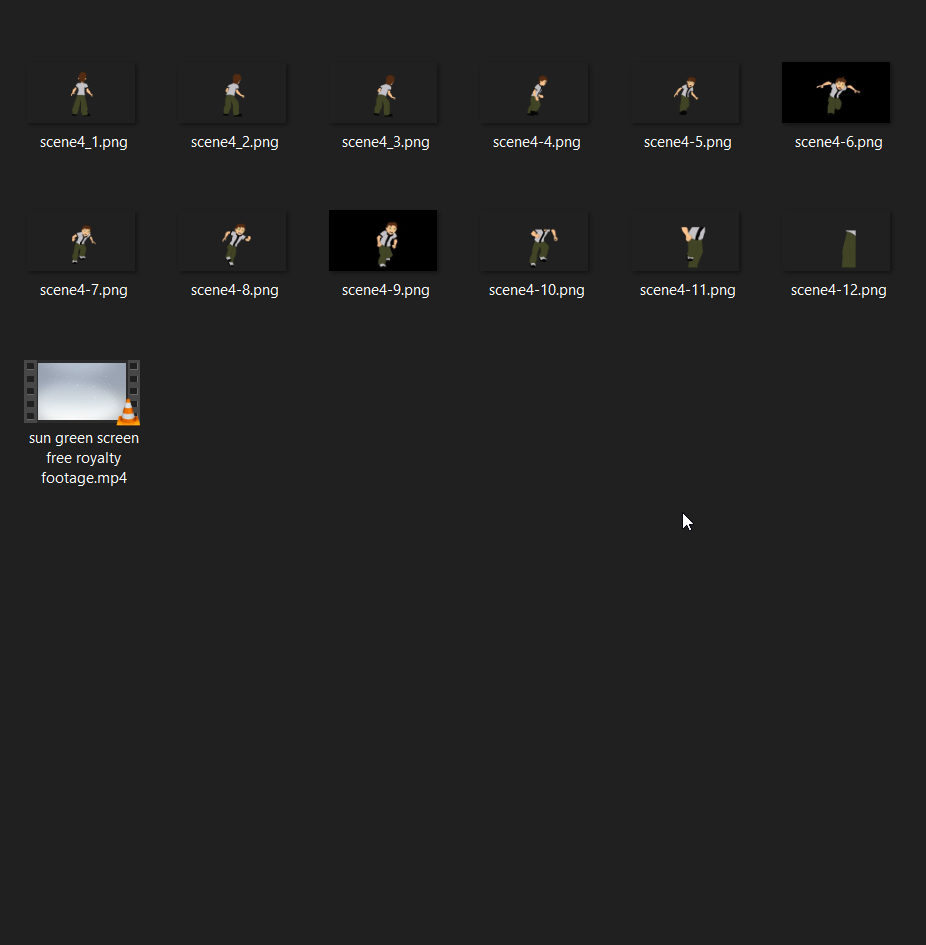 scene4_1.png
scene4_2.png
scene4_3.png
scene4-4.png
scene4-5.png
scene4-6.png
scene4-7.png
scene4-8.png
scene4-9.png
scene4-10.png
scene4-11.png
scene4-12.png
sun green screen
free royalty
footage.mp4